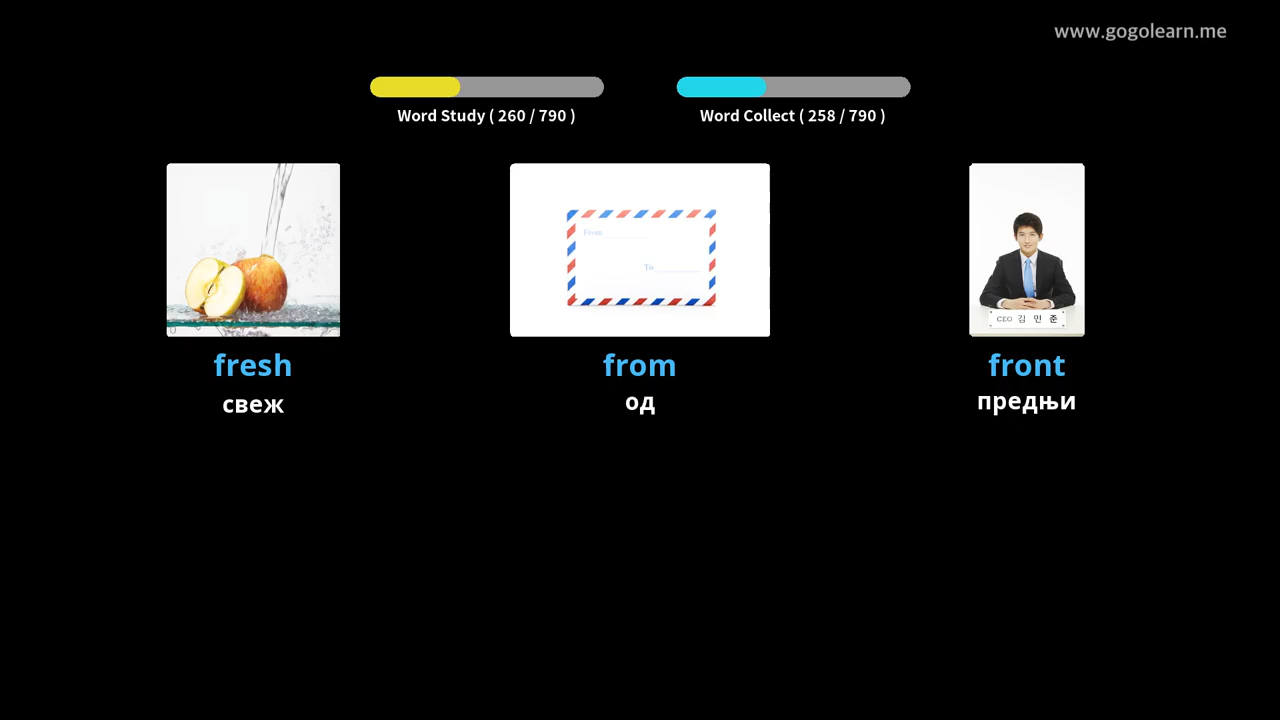 www.gogolearn.me
Word Study ( 260 / 790 )
Word Collect ( 258 / 790 )
From
To
CEO 김 민 준
fresh
from
front
свеж
од
предњи